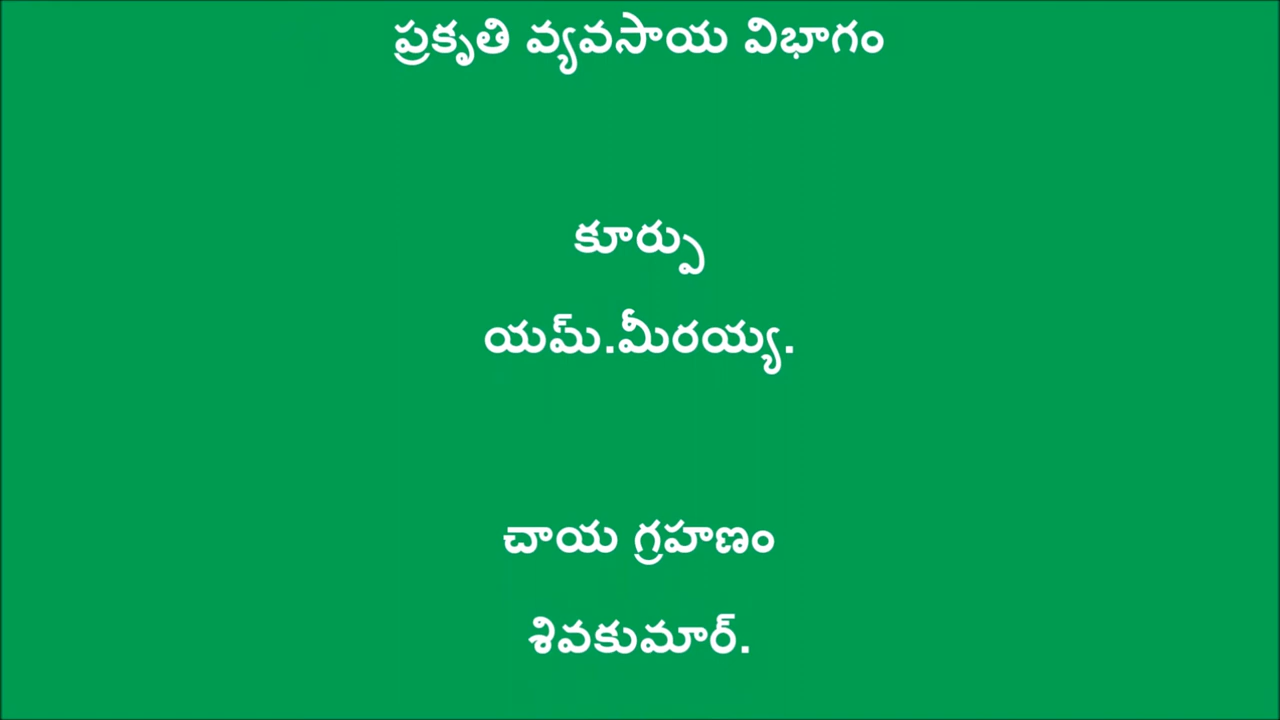 ప్రకృతి వ్యవసాయ విభాగం
కూర్పు
యమ్.మీరయ్య.
చాయ గ్రహణం
శివకుమార్.